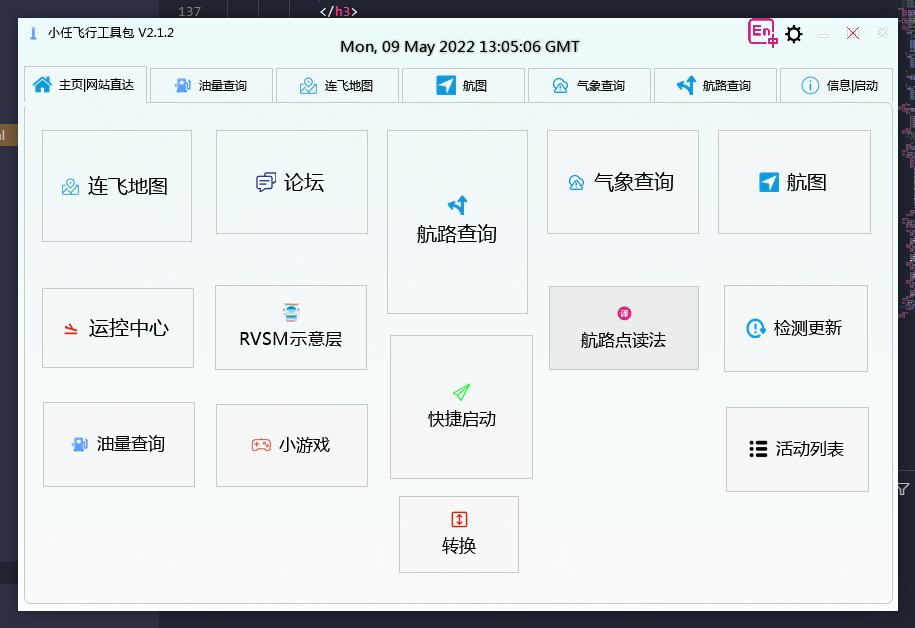 137
</h3>
小任飞行工具包 V2.1.2
En
中
Mon, 09 May 2022 13:05:06 GMT
主页|网站直达
油量查询
连飞地图
航图
气象查询
航路查询
信息|启动
连飞地图
论坛
航路查询
气象查询
航图
运控中心
RVSM示意层
译
航路点读法
检测更新
快捷启动
油量查询
小游戏
活动列表
转换